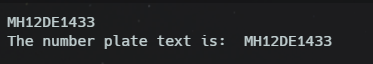 MH12DE1433
The number plate text is:  MH12DE1433